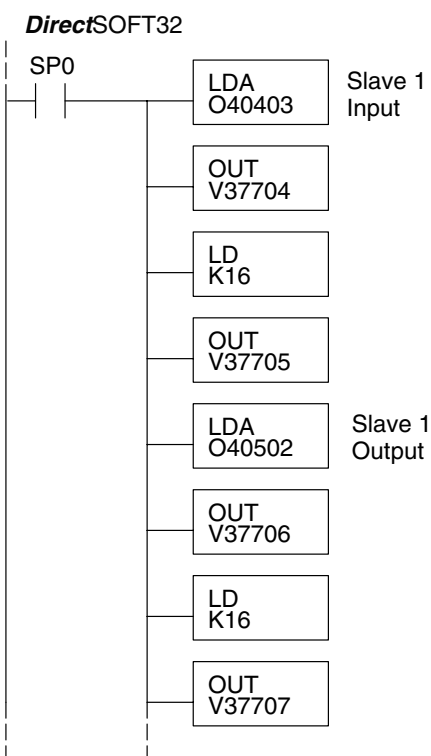 DirectSOFT32
SP0
LDA
O40403
Slave 1
Input
OUT
V37704
LD
K16
OUT
V37705
LDA
O40502
Slave 1
Output
OUT
V37706
LD
K16
OUT
V37707